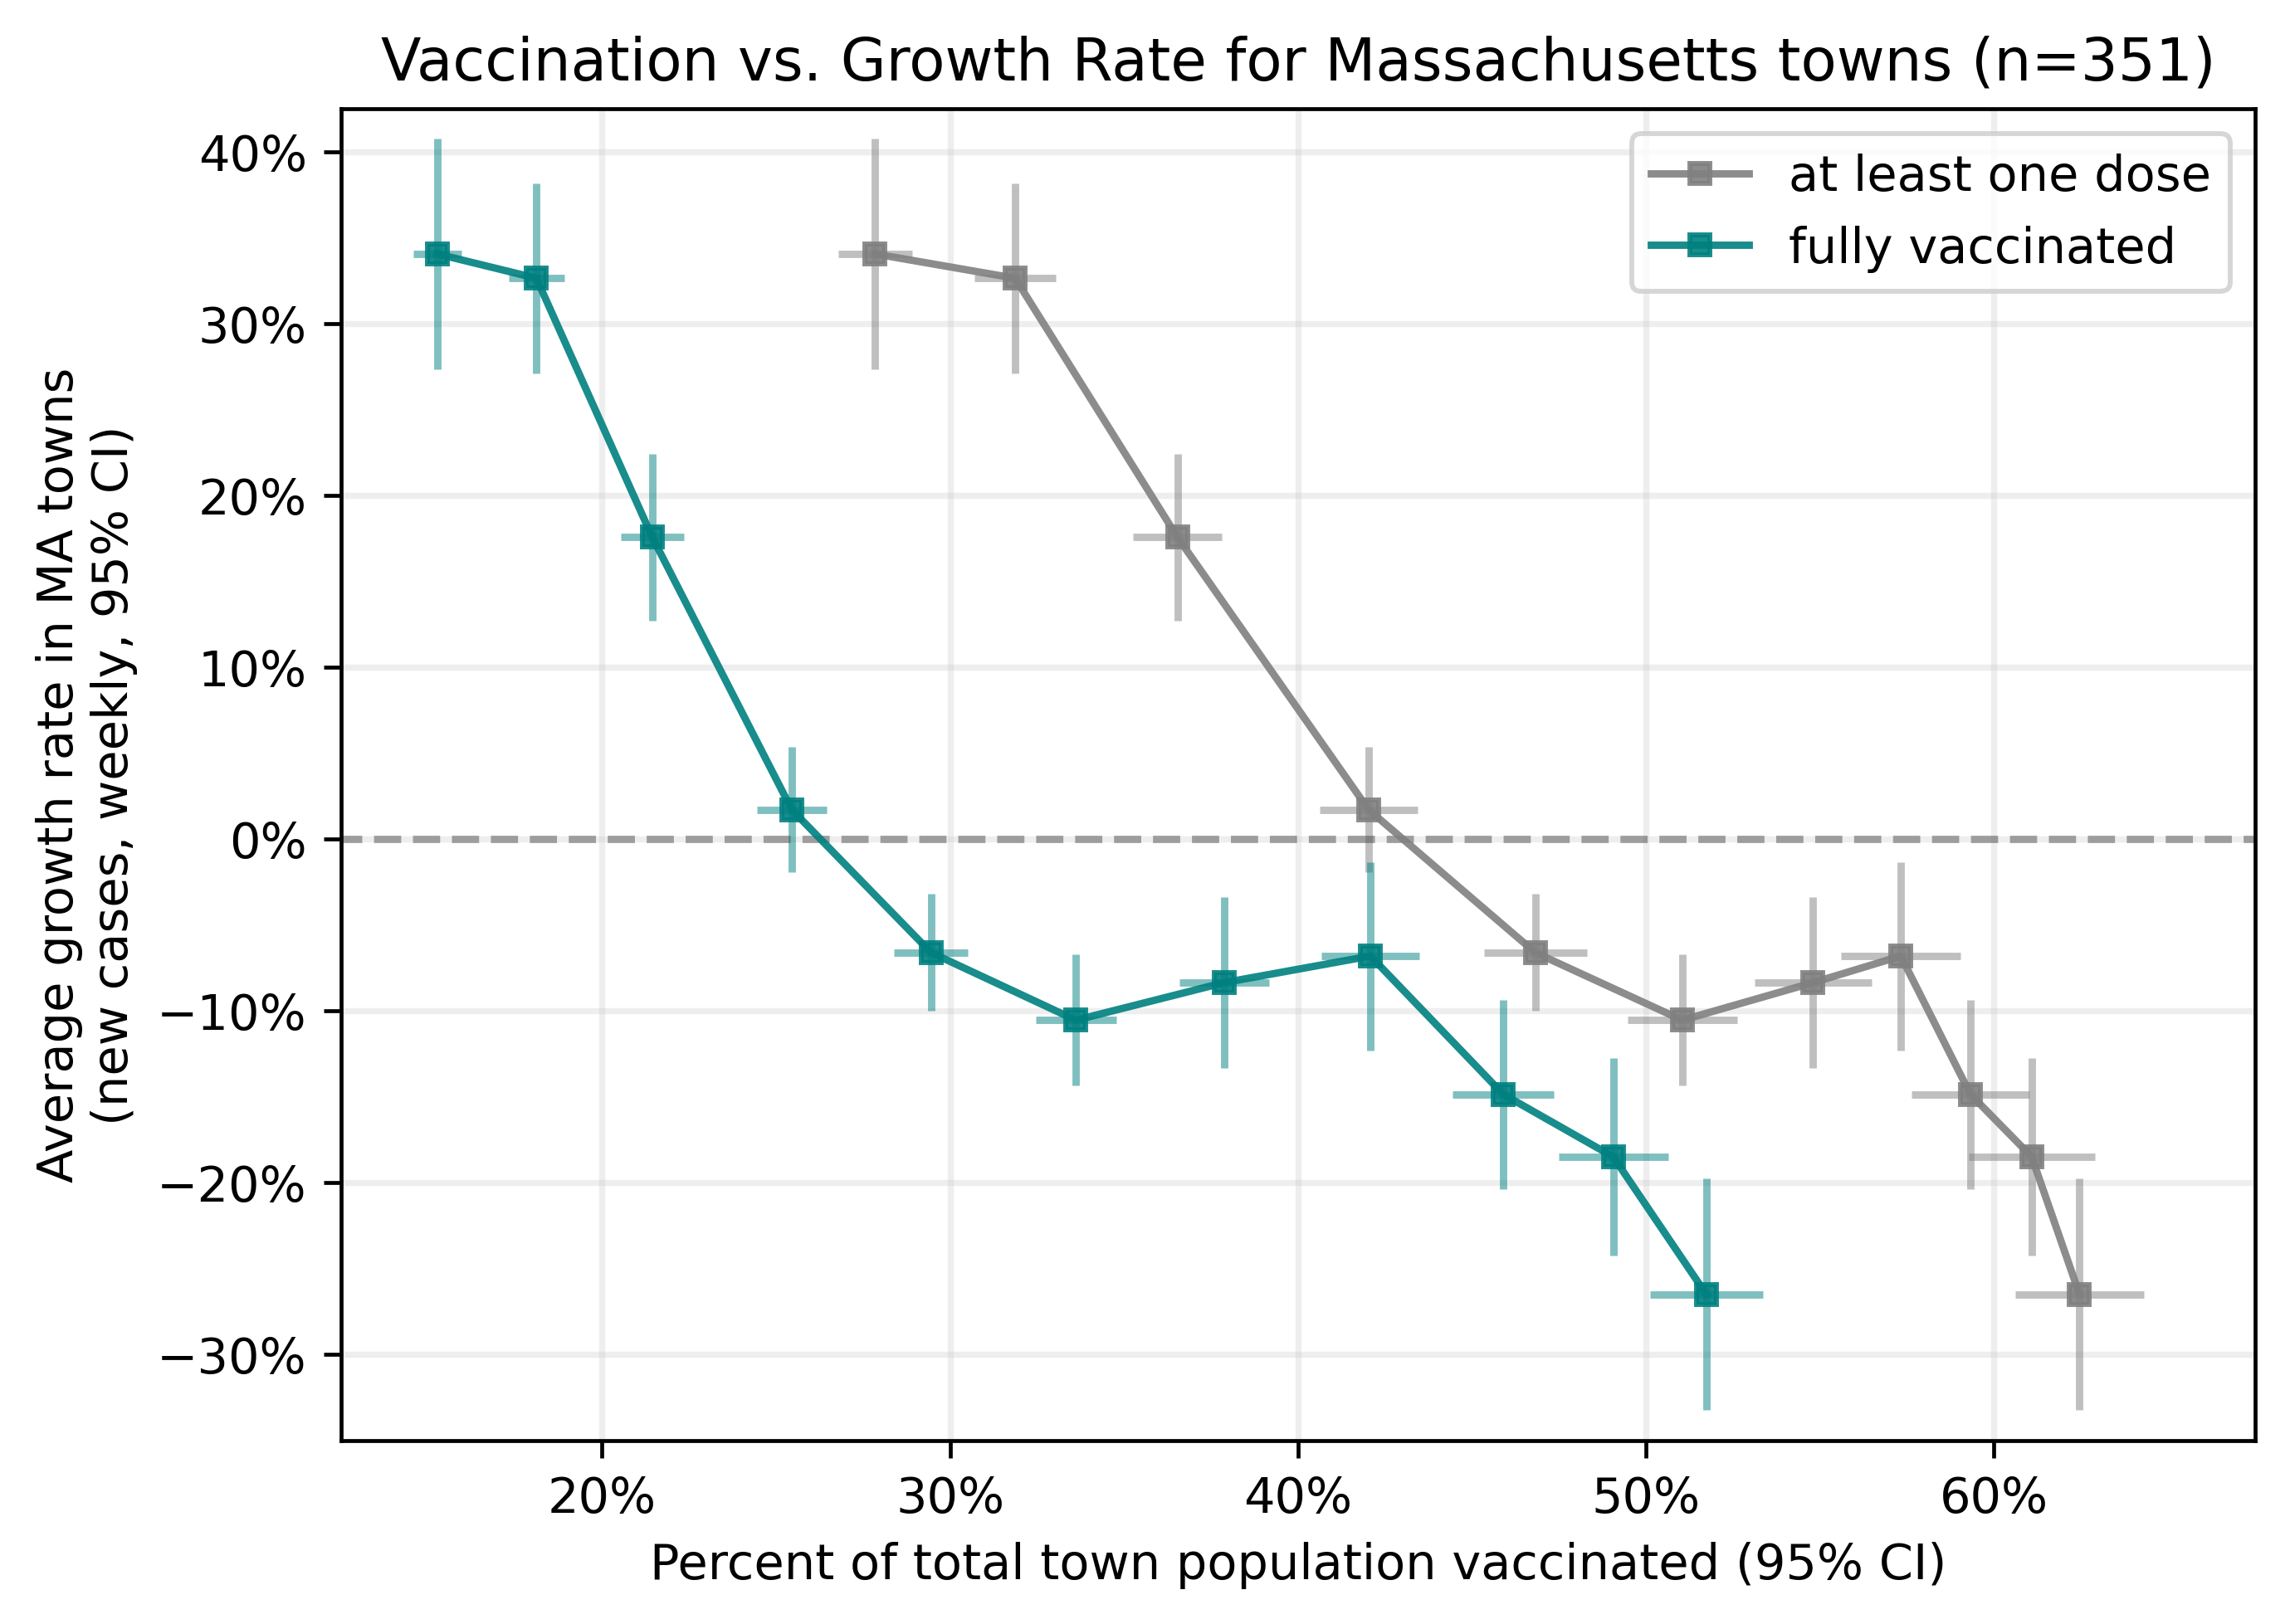 Vaccination vs. Growth Rate for Massachusetts towns (n=351)
at least one dose
fully vaccinated
Average growth rate in MA towns
(new cases, weekly, 95% CI)
40%
30%
20%
10%
0%
−10%
−20%
−30%
20%
30%
40%
50%
60%
Percent of total town population vaccinated (95% CI)